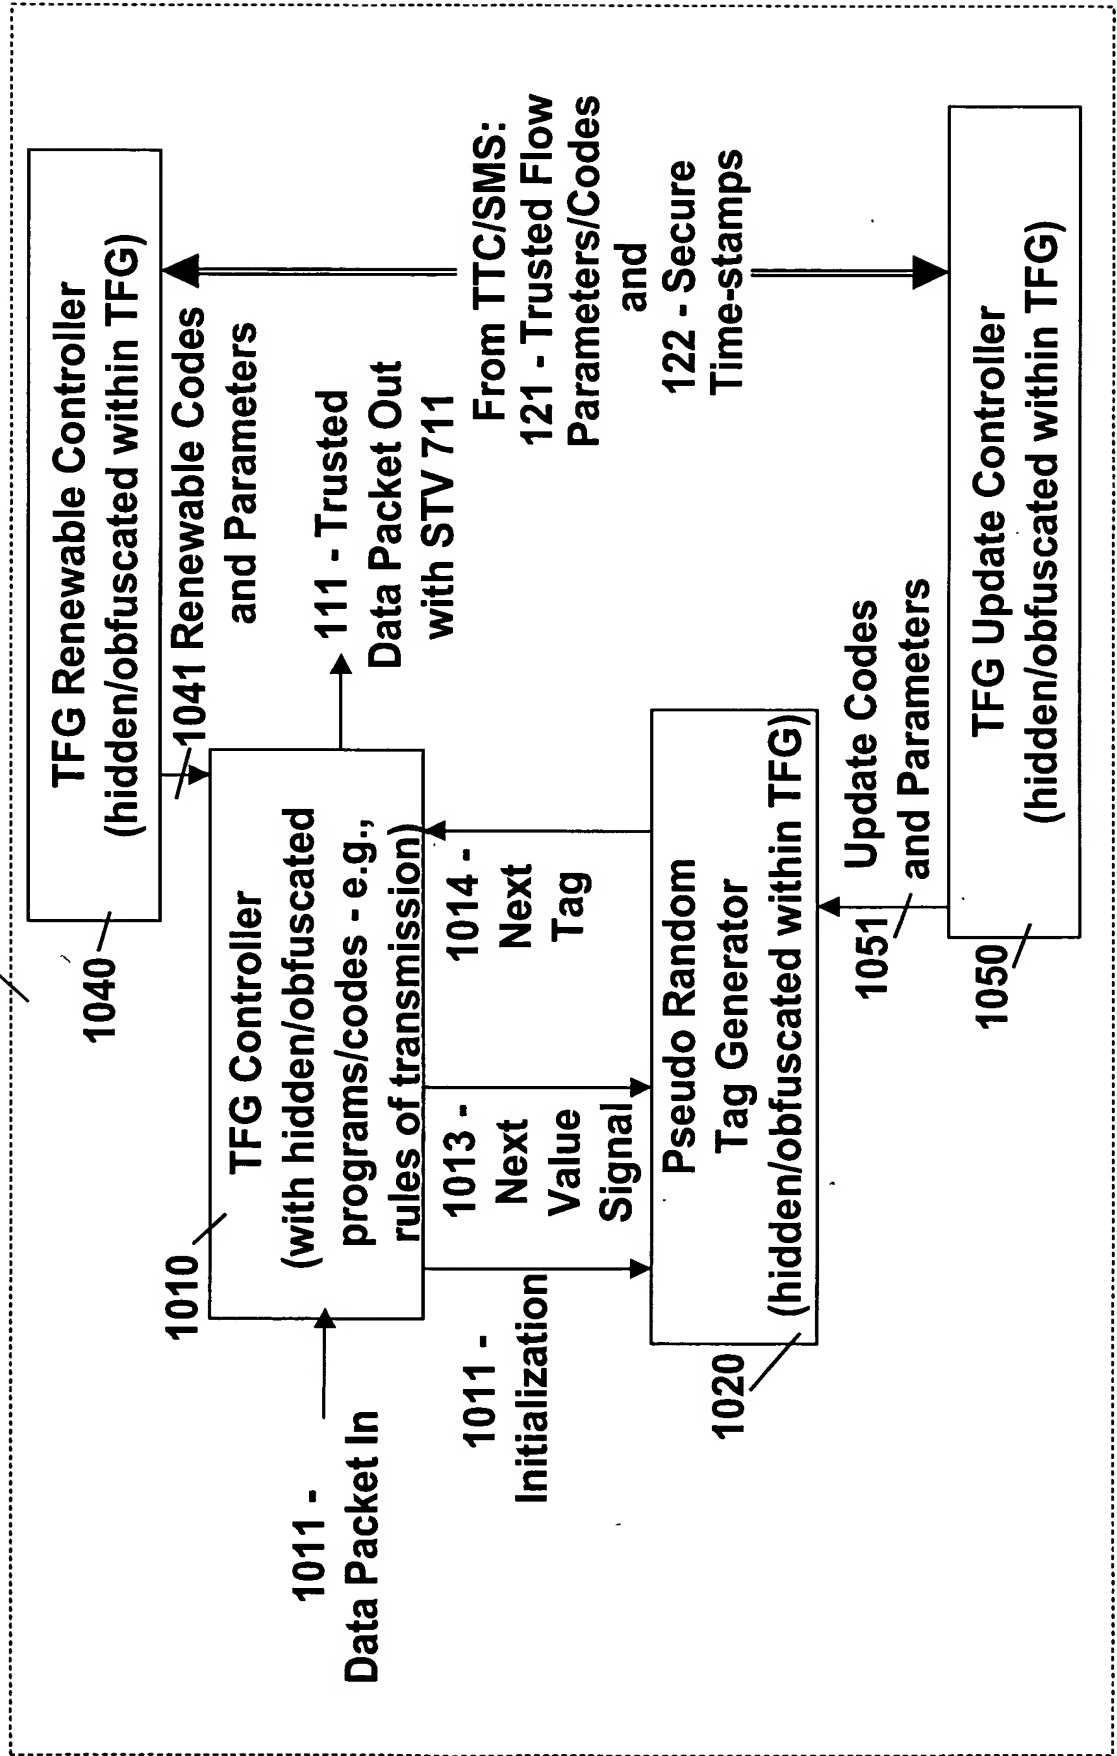 1040
TFG Renewable Controller
(hidden/obfuscated within TFG)
1041 Renewable Codes
and Parameters
1010
TFG Controller
(with hidden/obfuscated
programs/codes - e.g.,
rules of transmission)
1011 -
Data Packet In
111 - Trusted
Data Packet Out
with STV 711
From TTC/SMS:
121 - Trusted Flow
Parameters/Codes
and
122 - Secure
Time-stamps
1011 -
Initialization
1013 -
Next
Value
Signal
1014 -
Next
Tag
1020
Pseudo Random
Tag Generator
(hidden/obfuscated within TFG)
1051
Update Codes
and Parameters
1050
TFG Update Controller
(hidden/obfuscated within TFG)